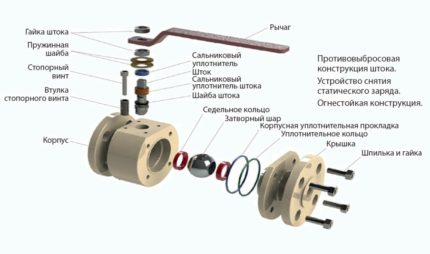 Гайка штока
Пружинная
шайба
Стопорный
винт
Втулка
стопорного винта
Корпус
Рычаг
Сальниковый
уплотнитель
Шток
Сальниковый
уплотнитель штока
Шайба штока
Седельное кольцо
Затворный шар
Корпусная уплотнительная прокладка
Уплотнительное кольцо
Крышка
Шпилька и гайка
Противовыбросовая
конструкция штока.
Устройство снятия
статического заряда.
Огнестойкая конструкция.